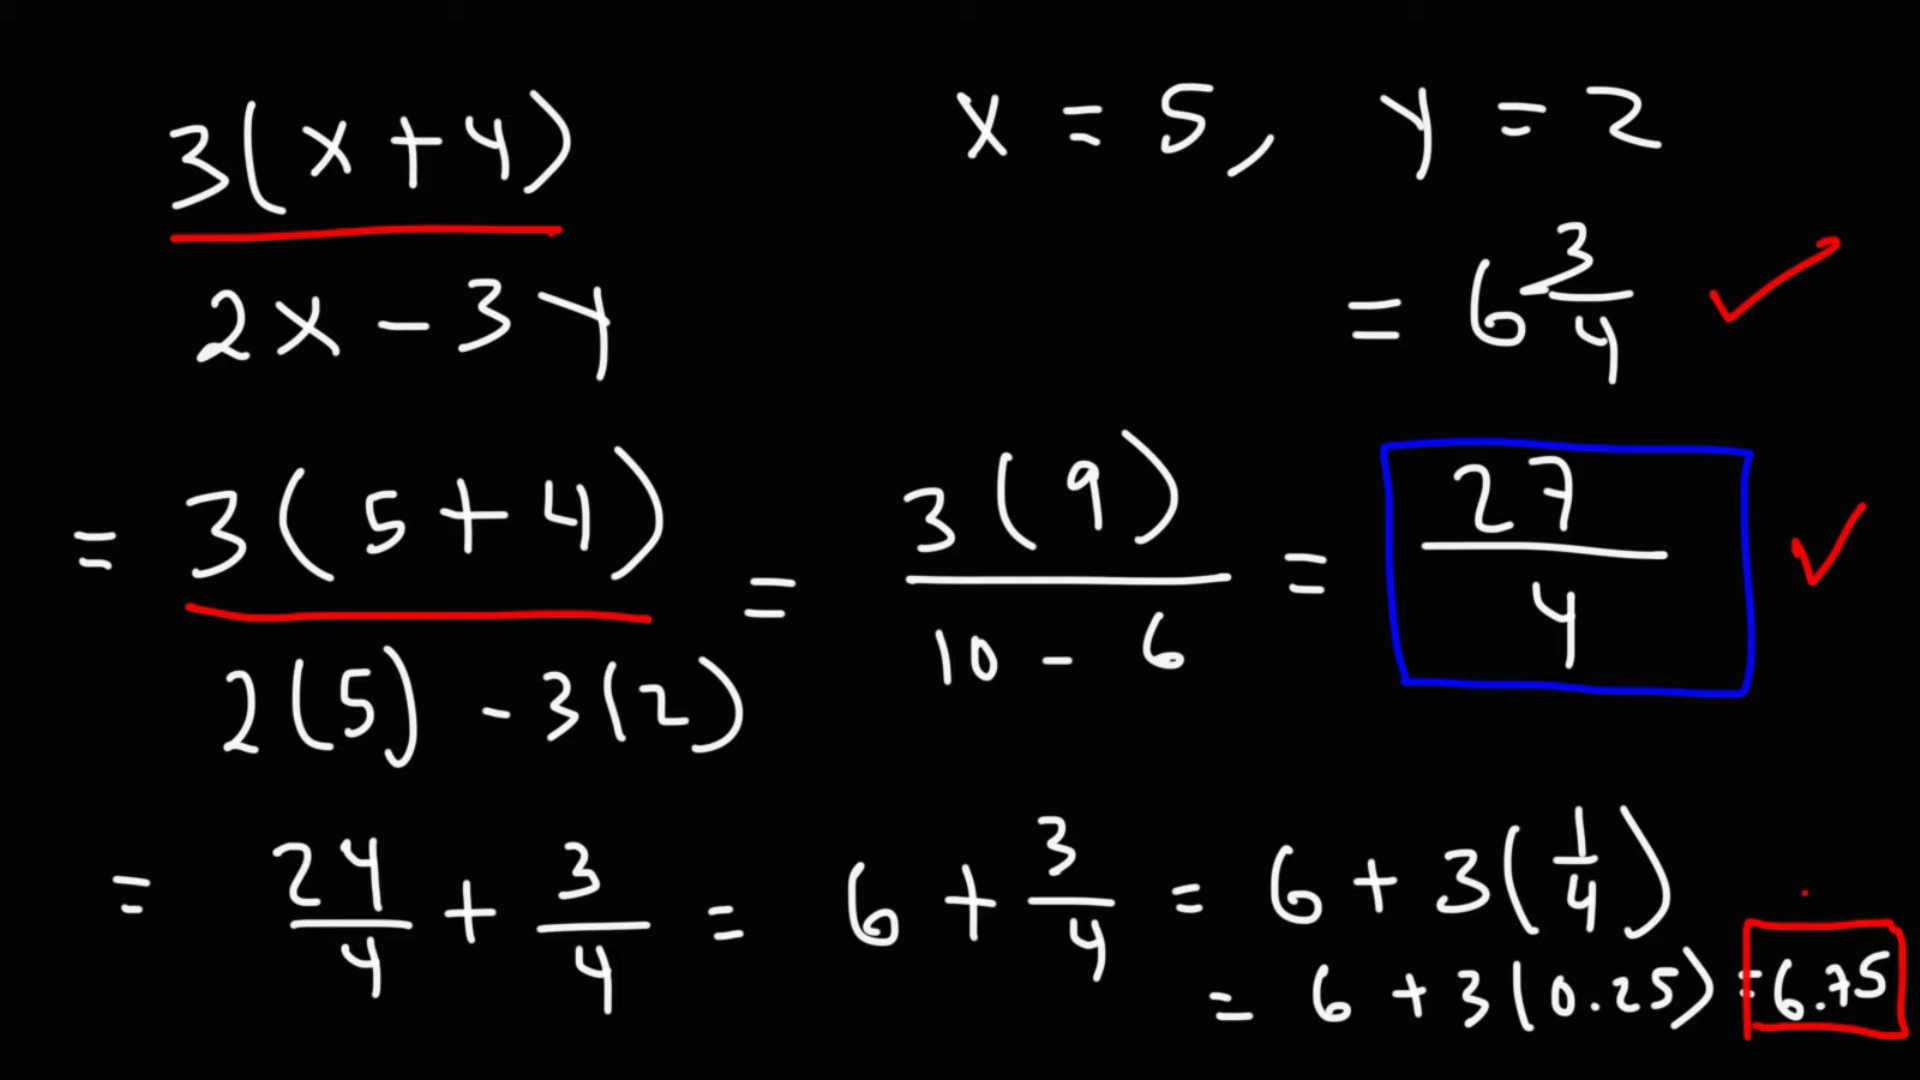 3(x+4) / 2x-3y
x = 5, y = 2
= 6 3/4
= 3(5+4) / 2(5) - 3(2) = 3(9) / 10 - 6 = 27/4
= 24/4 + 3/4 = 6 + 3/4 = 6 + 3(1/4)
= 6 + 3(0.25) = 6.75